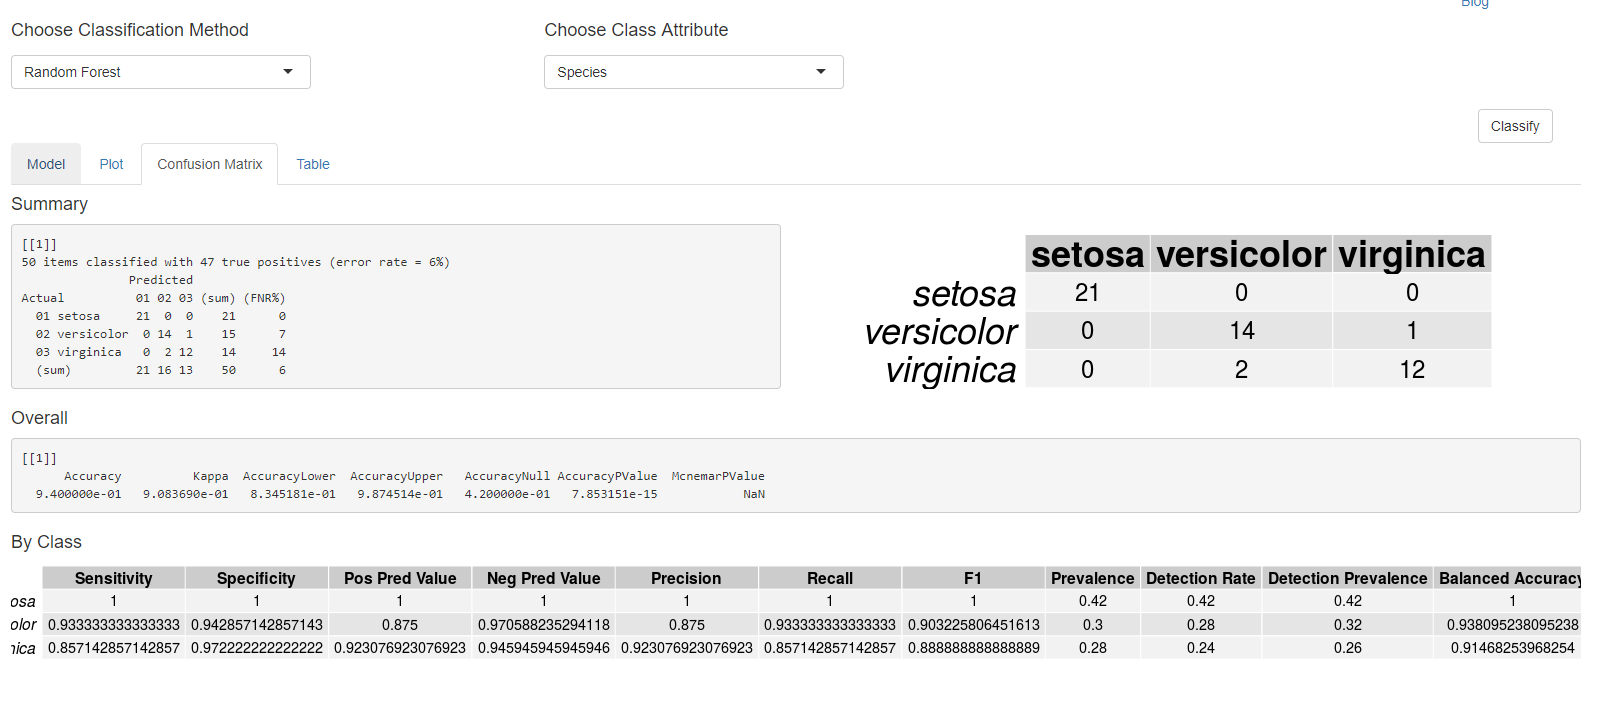 Blog
Choose Classification Method Choose Class Attribute
Random Forest Species
Classify
Model Plot Confusion Matrix Table
Summary
[[1]]
50 items classified with 47 true positives (error rate = 6%)
Predicted
Actual 01 02 03 (sum) (FNR%)
01 setosa 21 0 0 21 0
02 versicolor 0 14 1 15 7
03 virginica 0 2 12 14 14
(sum) 21 16 13 50 6
setosa versicolor virginica
setosa 21 0 0
versicolor 0 14 1
virginica 0 2 12
Overall
[[1]]
Accuracy Kappa AccuracyLower AccuracyUpper AccuracyNull AccuracyPValue McnemarPValue
9.400000e-01 9.083690e-01 8.345181e-01 9.874514e-01 4.200000e-01 7.853151e-15 NaN
By Class
Sensitivity Specificity Pos Pred Value Neg Pred Value Precision Recall F1 Prevalence Detection Rate Detection Prevalence Balanced Accuracy
osa 1 1 1 1 1 1 1 0.42 0.42 0.42 1
olor 0.933333333333333 0.942857142857143 0.875 0.970588235294118 0.875 0.933333333333333 0.903225806451613 0.3 0.28 0.32 0.938095238095238
nica 0.857142857142857 0.972222222222222 0.923076923076923 0.945945945945946 0.923076923076923 0.857142857142857 0.888888888888889 0.28 0.24 0.26 0.91468253968254